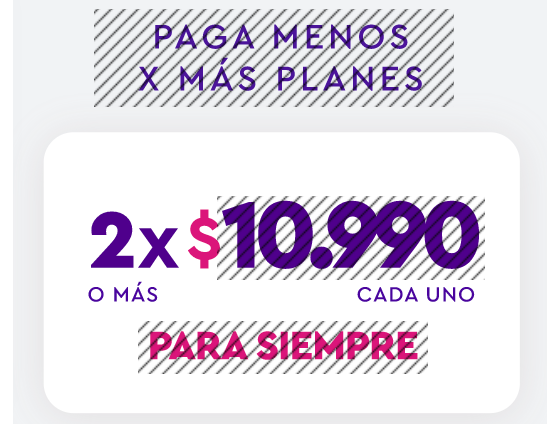 PAGA MENOS
X MÁS PLANES
2x $10.990
O MÁS CADA UNO
PARA SIEMPRE